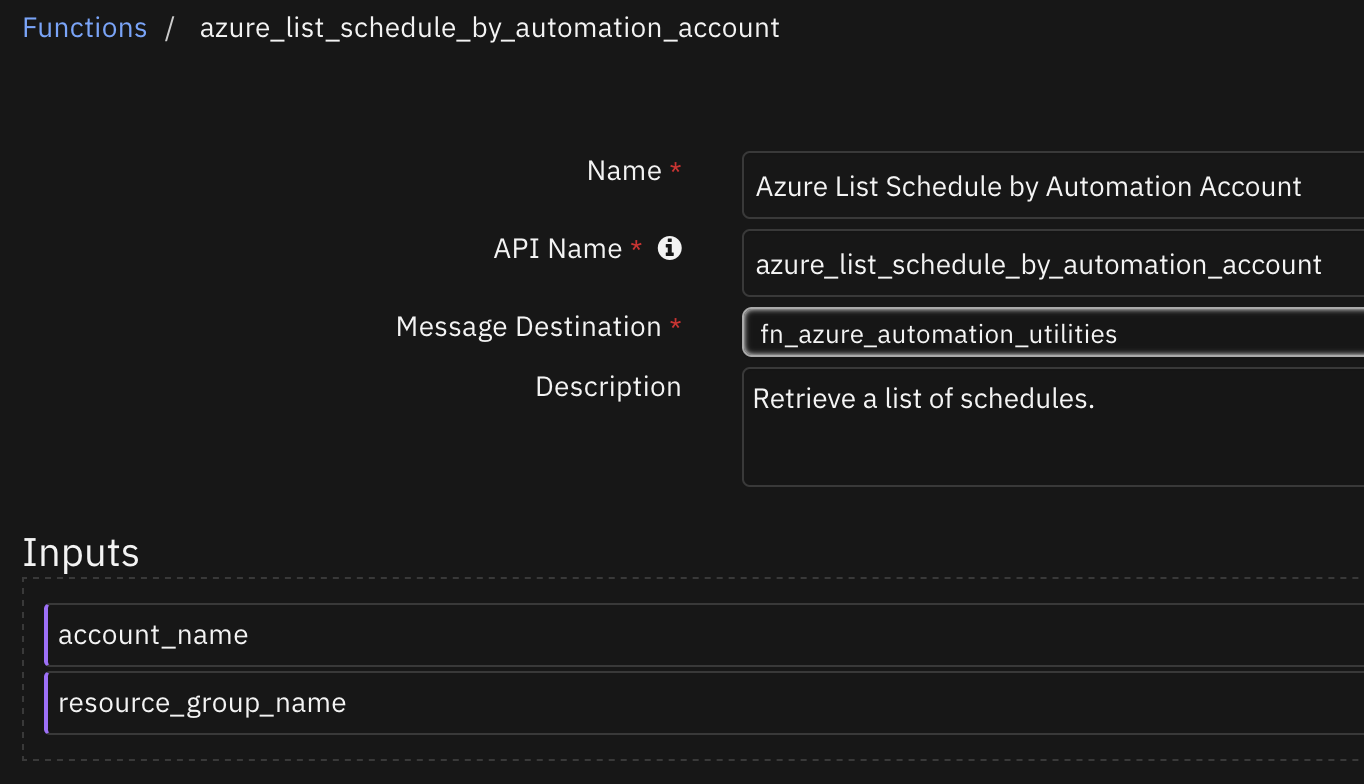 Functions / azure_list_schedule_by_automation_account
Name * Azure List Schedule by Automation Account
API Name * azure_list_schedule_by_automation_account
Message Destination * fn_azure_automation_utilities
Description Retrieve a list of schedules.
Inputs
account_name
resource_group_name